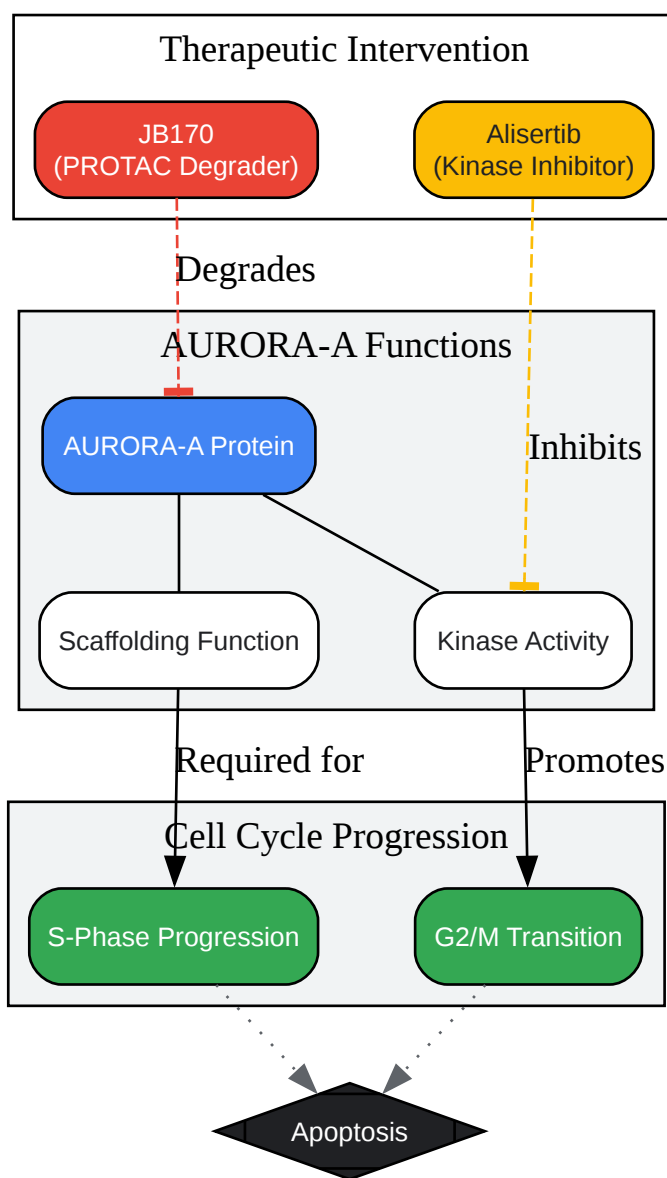 Therapeutic Intervention
JB170
(PROTAC Degrader)
Alisertib
(Kinase Inhibitor)
Degrades
AURORA-A Functions
AURORA-A Protein
Inhibits
Scaffolding Function
Kinase Activity
Required for
Promotes
Cell Cycle Progression
S-Phase Progression
G2/M Transition
Apoptosis